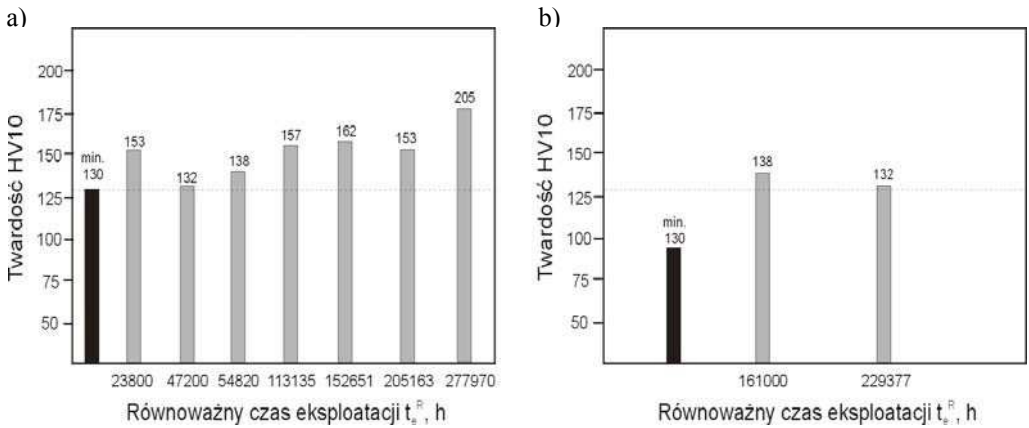 a)
Twardość HV10
200
175
150
125
100
75
50
min.
130
153
132
138
157
162
153
205
23800 47200 54820 113135 152651 205163 277970
Równoważny czas eksploatacji tₑᴿ, h
b)
Twardość HV10
200
175
150
125
100
75
50
min.
130
138
132
161000 229377
Równoważny czas eksploatacji tₑᴿ, h